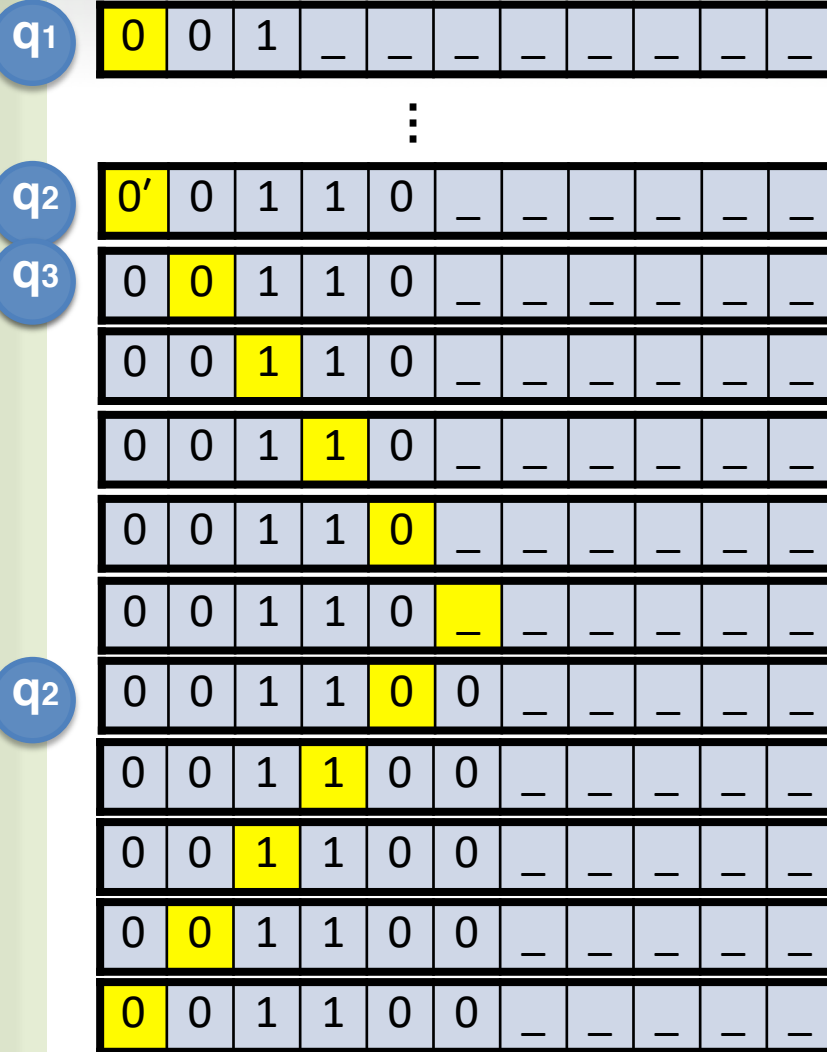 q1 0 0 1 _ _ _ _ _ _ _ _
⋮
q2 0′ 0 1 1 0 _ _ _ _ _ _
q3 0 0 1 1 0 _ _ _ _ _ _
0 0 1 1 0 _ _ _ _ _ _
0 0 1 1 0 _ _ _ _ _ _
0 0 1 1 0 _ _ _ _ _ _
0 0 1 1 0 _ _ _ _ _ _
q2 0 0 1 1 0 0 _ _ _ _ _
0 0 1 1 0 0 _ _ _ _ _
0 0 1 1 0 0 _ _ _ _ _
0 0 1 1 0 0 _ _ _ _ _
0 0 1 1 0 0 _ _ _ _ _